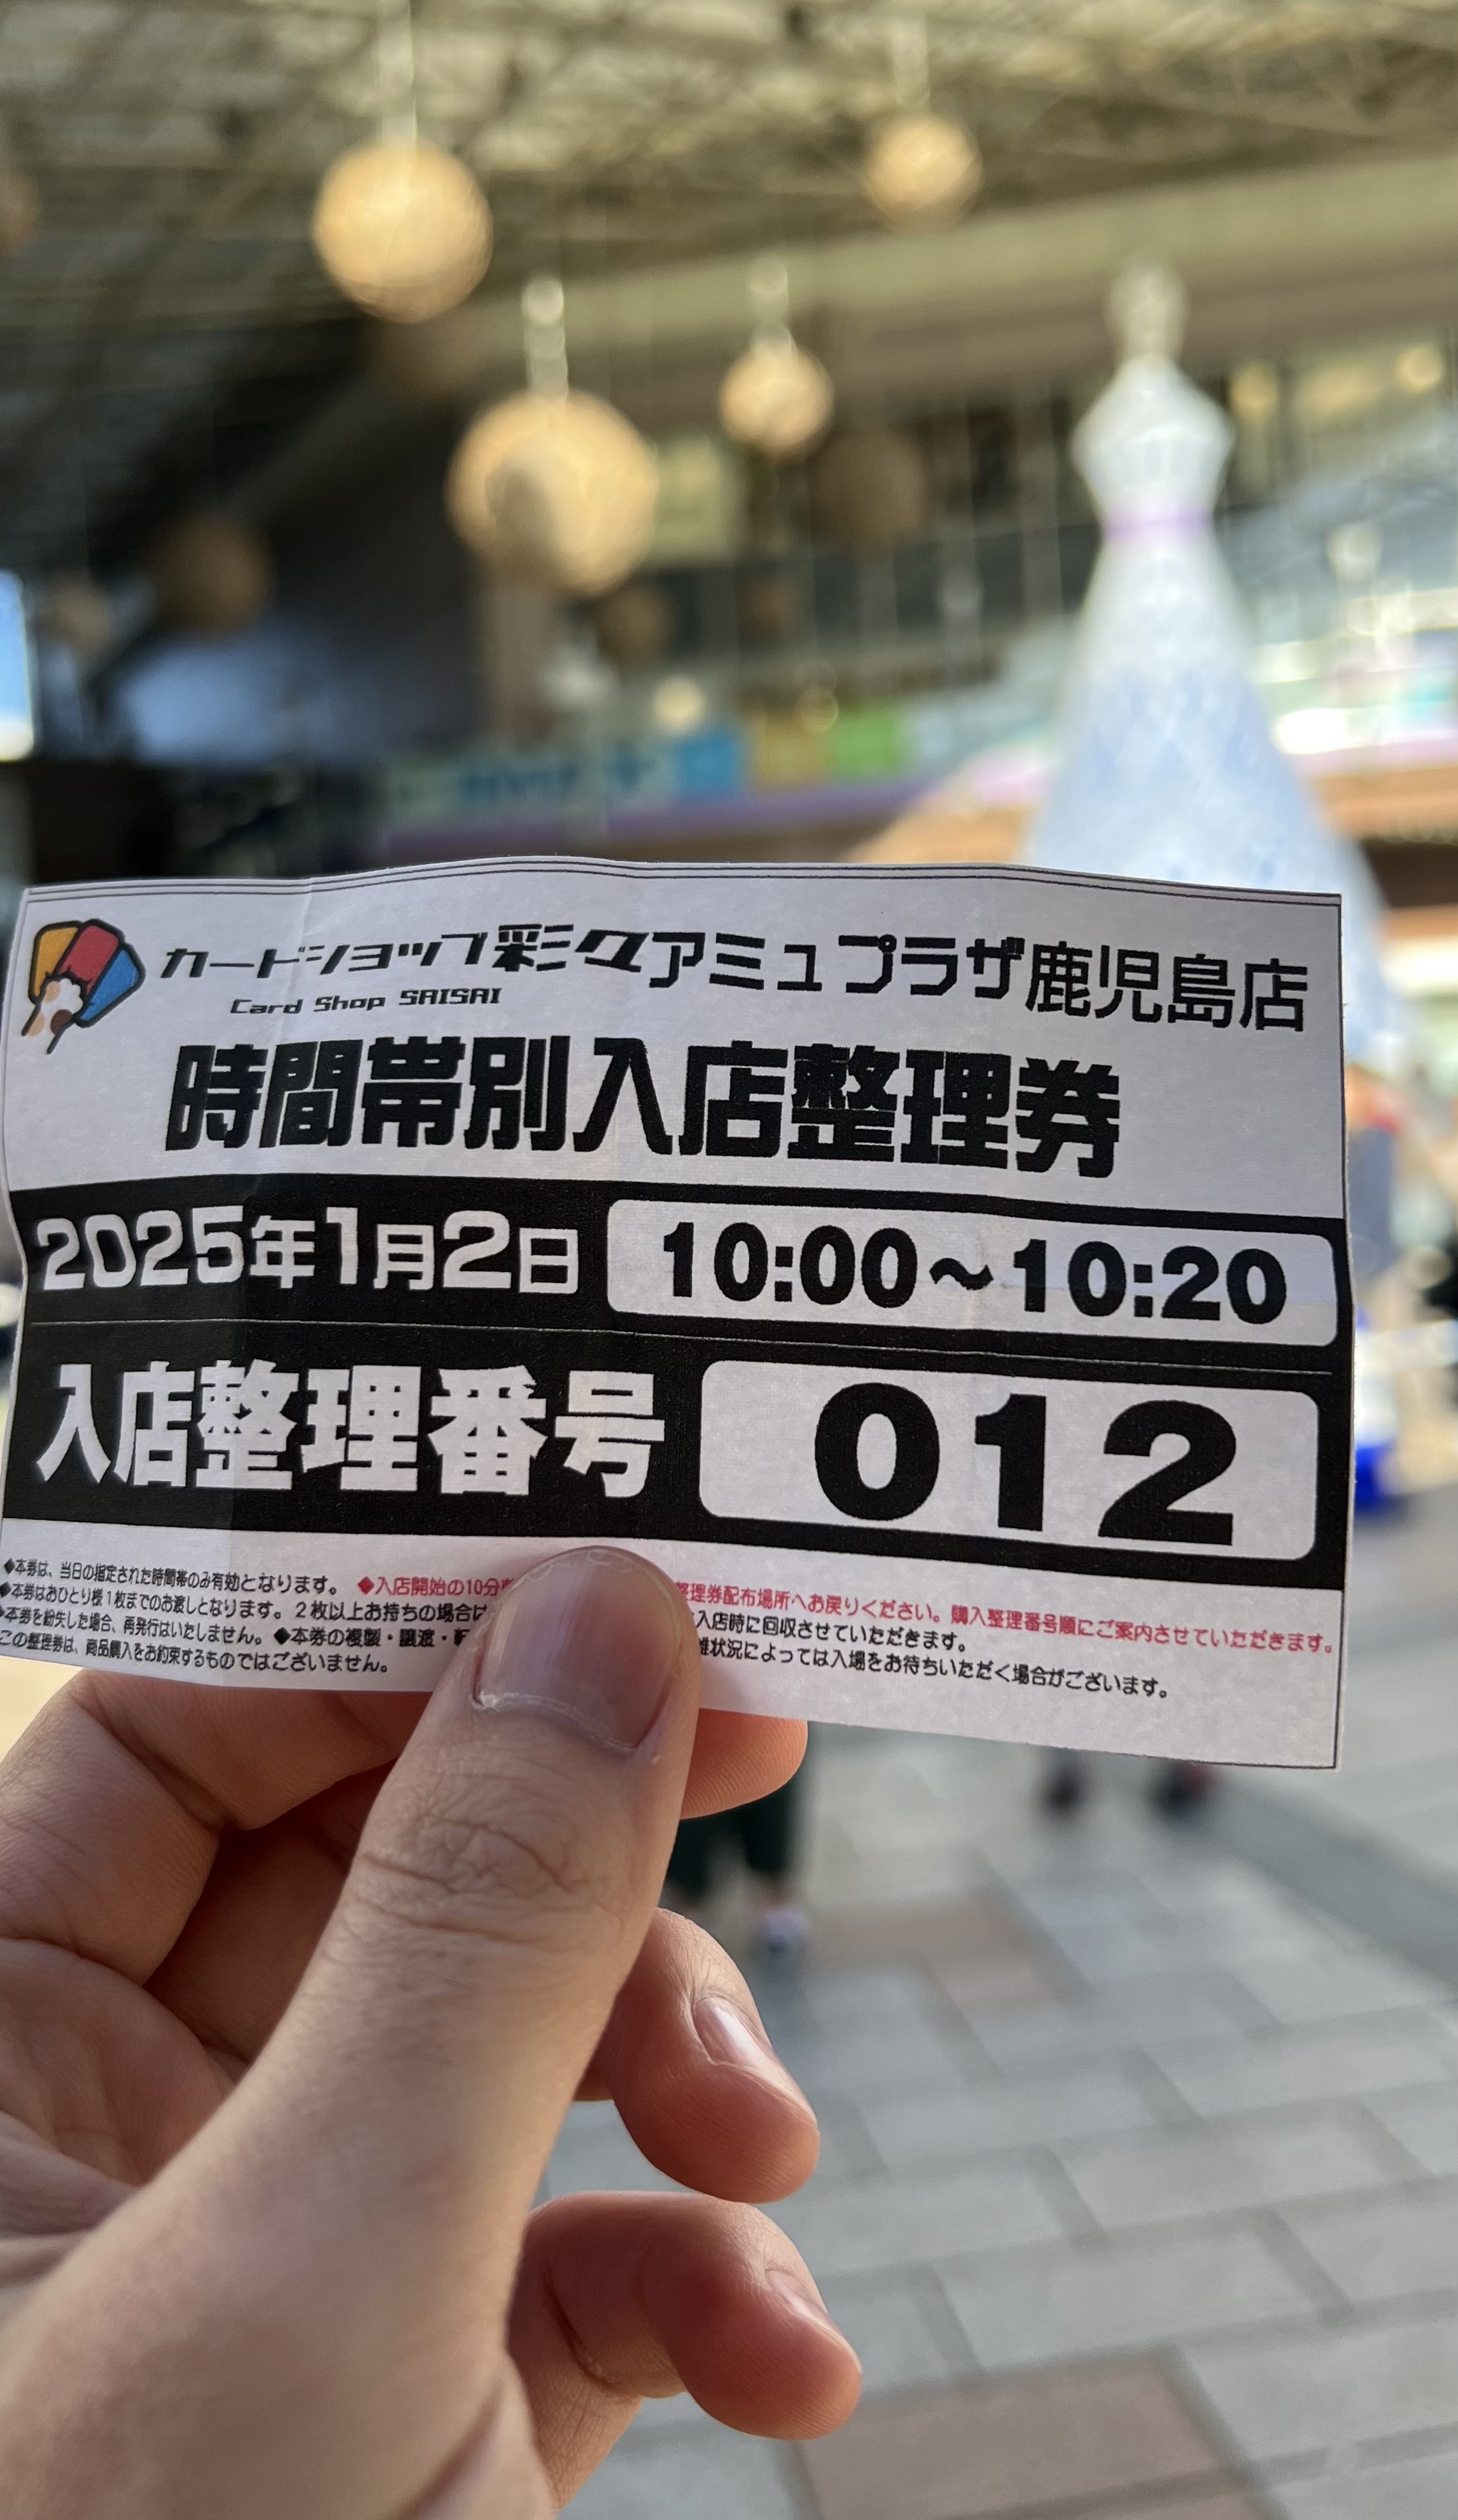 カードショップ彩々アミュプラザ鹿児島店
Card Shop SAISAI
時間帯別入店整理券
2025年1月2日 10:00～10:20
入店整理番号 012
◆本券は、当日の指定された時間帯のみ有効となります。 ◆入店開始の10分 整理券配布場所へお戻りください。購入整理番号順にご案内させていただきます。
◆本券はおひとり様1枚までのお渡しとなります。2枚以上お持ちの場合は 入店時に回収させていただきます。
◆本券を紛失した場合、再発行はいたしません。◆本券の複製・譲渡・転 状況によっては入場をお待ちいただく場合がございます。
この整理券は、商品購入をお約束するものではございません。